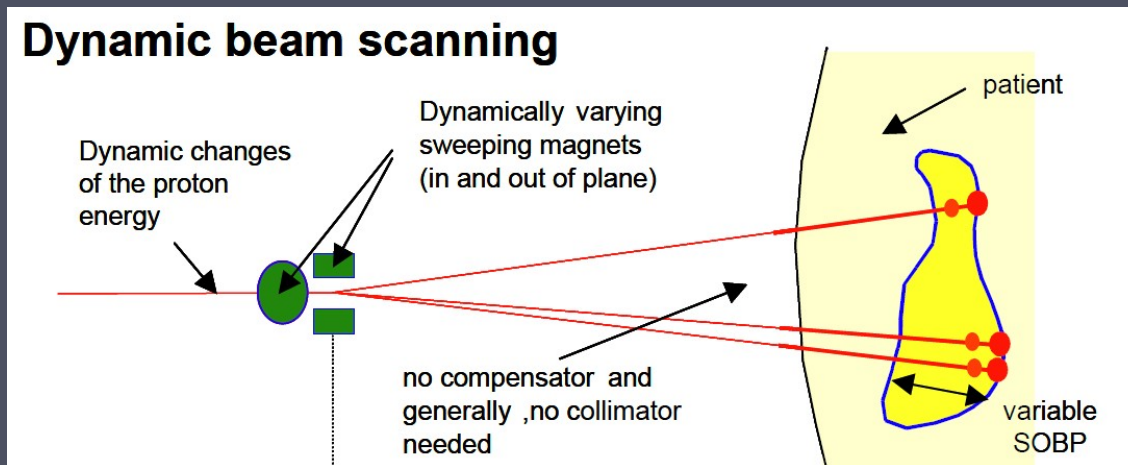 Dynamic beam scanning
Dynamic changes
of the proton
energy
Dynamically varying
sweeping magnets
(in and out of plane)
patient
no compensator and
generally ,no collimator
needed
variable
SOBP